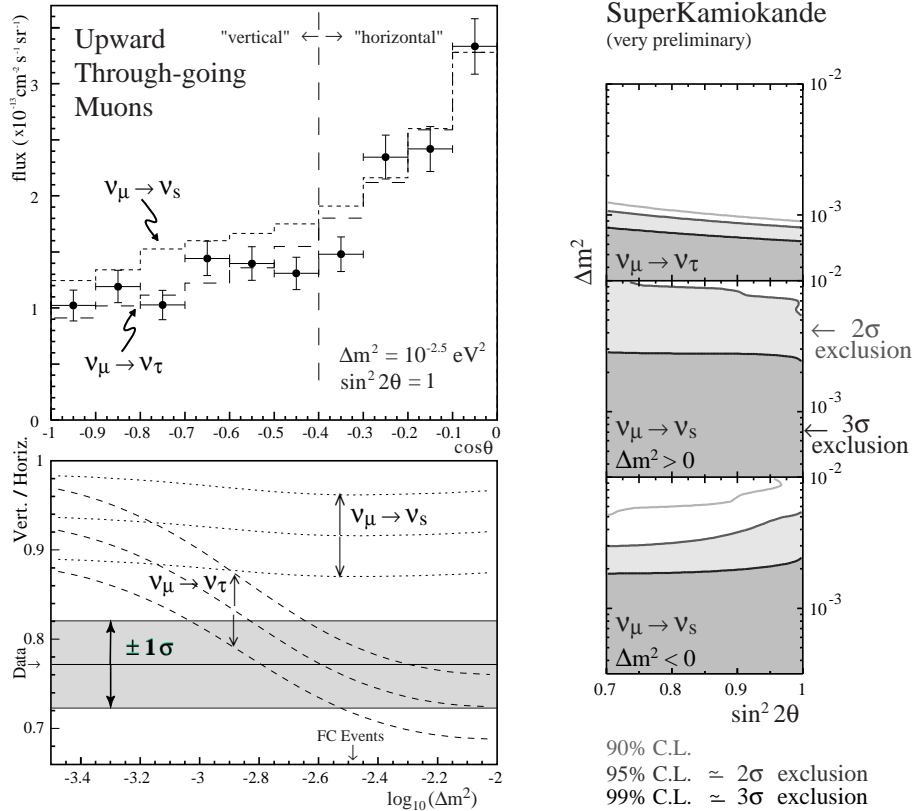 Upward
Through-going
Muons
"vertical" "horizontal"
flux ( x10⁻¹³cm⁻² s⁻¹ sr⁻¹)
3
2
1
0
νμ → νs
νμ → ντ
Δm² = 10⁻²·⁵ eV²
sin² 2θ = 1
-1 -0.9 -0.8 -0.7 -0.6 -0.5 -0.4 -0.3 -0.2 -0.1 0
cosθ
Vert. / Horiz.
1
0.9
0.8
0.7
Data→
νμ → νs
νμ → ντ
± 1σ
FC Events
-3.4 -3.2 -3 -2.8 -2.6 -2.4 -2.2 -2
log₁₀(Δm²)
SuperKamiokande
(very preliminary)
Δm²
10⁻²
10⁻³
νμ → ντ
10⁻²
← 2σ
exclusion
10⁻³
νμ → νs
Δm² > 0
← 3σ
exclusion
10⁻²
10⁻²
10⁻³
νμ → νs
Δm² < 0
0.7 0.8 0.9 1
sin² 2θ
90% C.L.
95% C.L. ≃ 2σ exclusion
99% C.L. ≃ 3σ exclusion